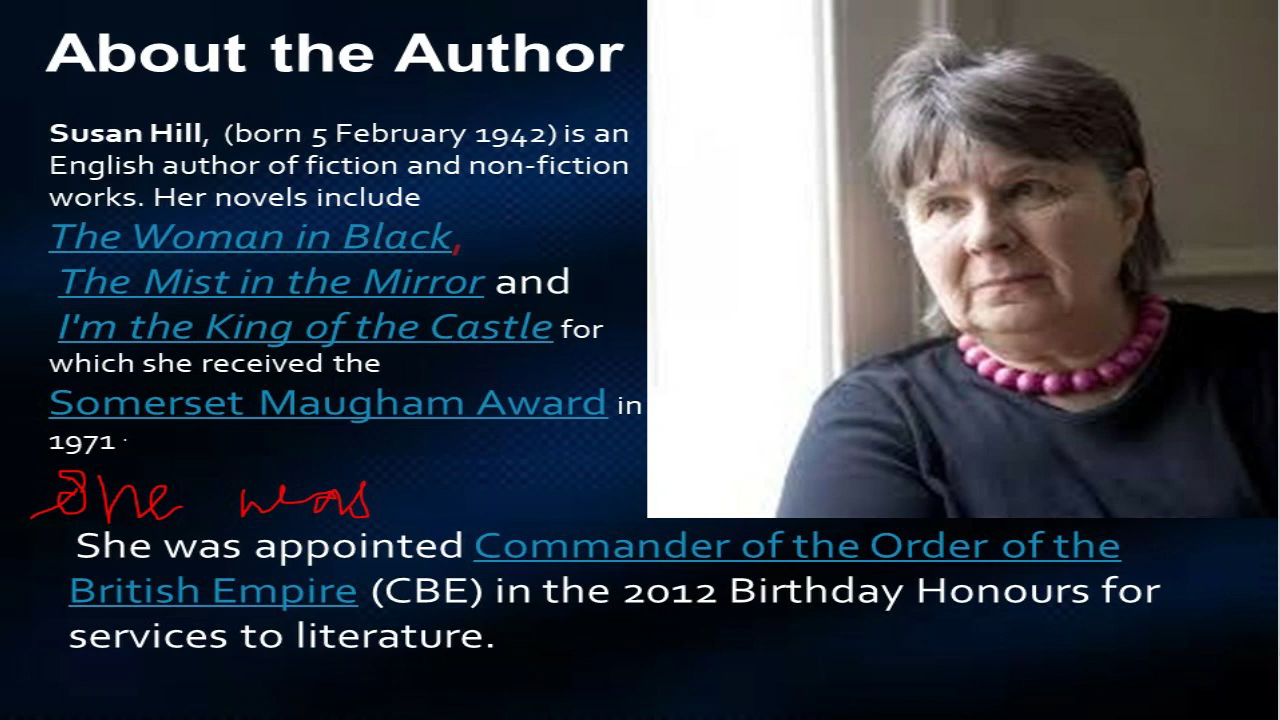 About the Author
Susan Hill, (born 5 February 1942) is an
English author of fiction and non-fiction
works. Her novels include
The Woman in Black,
The Mist in the Mirror and
I'm the King of the Castle for
which she received the
Somerset Maugham Award in
1971.
She was
She was appointed Commander of the Order of the
British Empire (CBE) in the 2012 Birthday Honours for
services to literature.